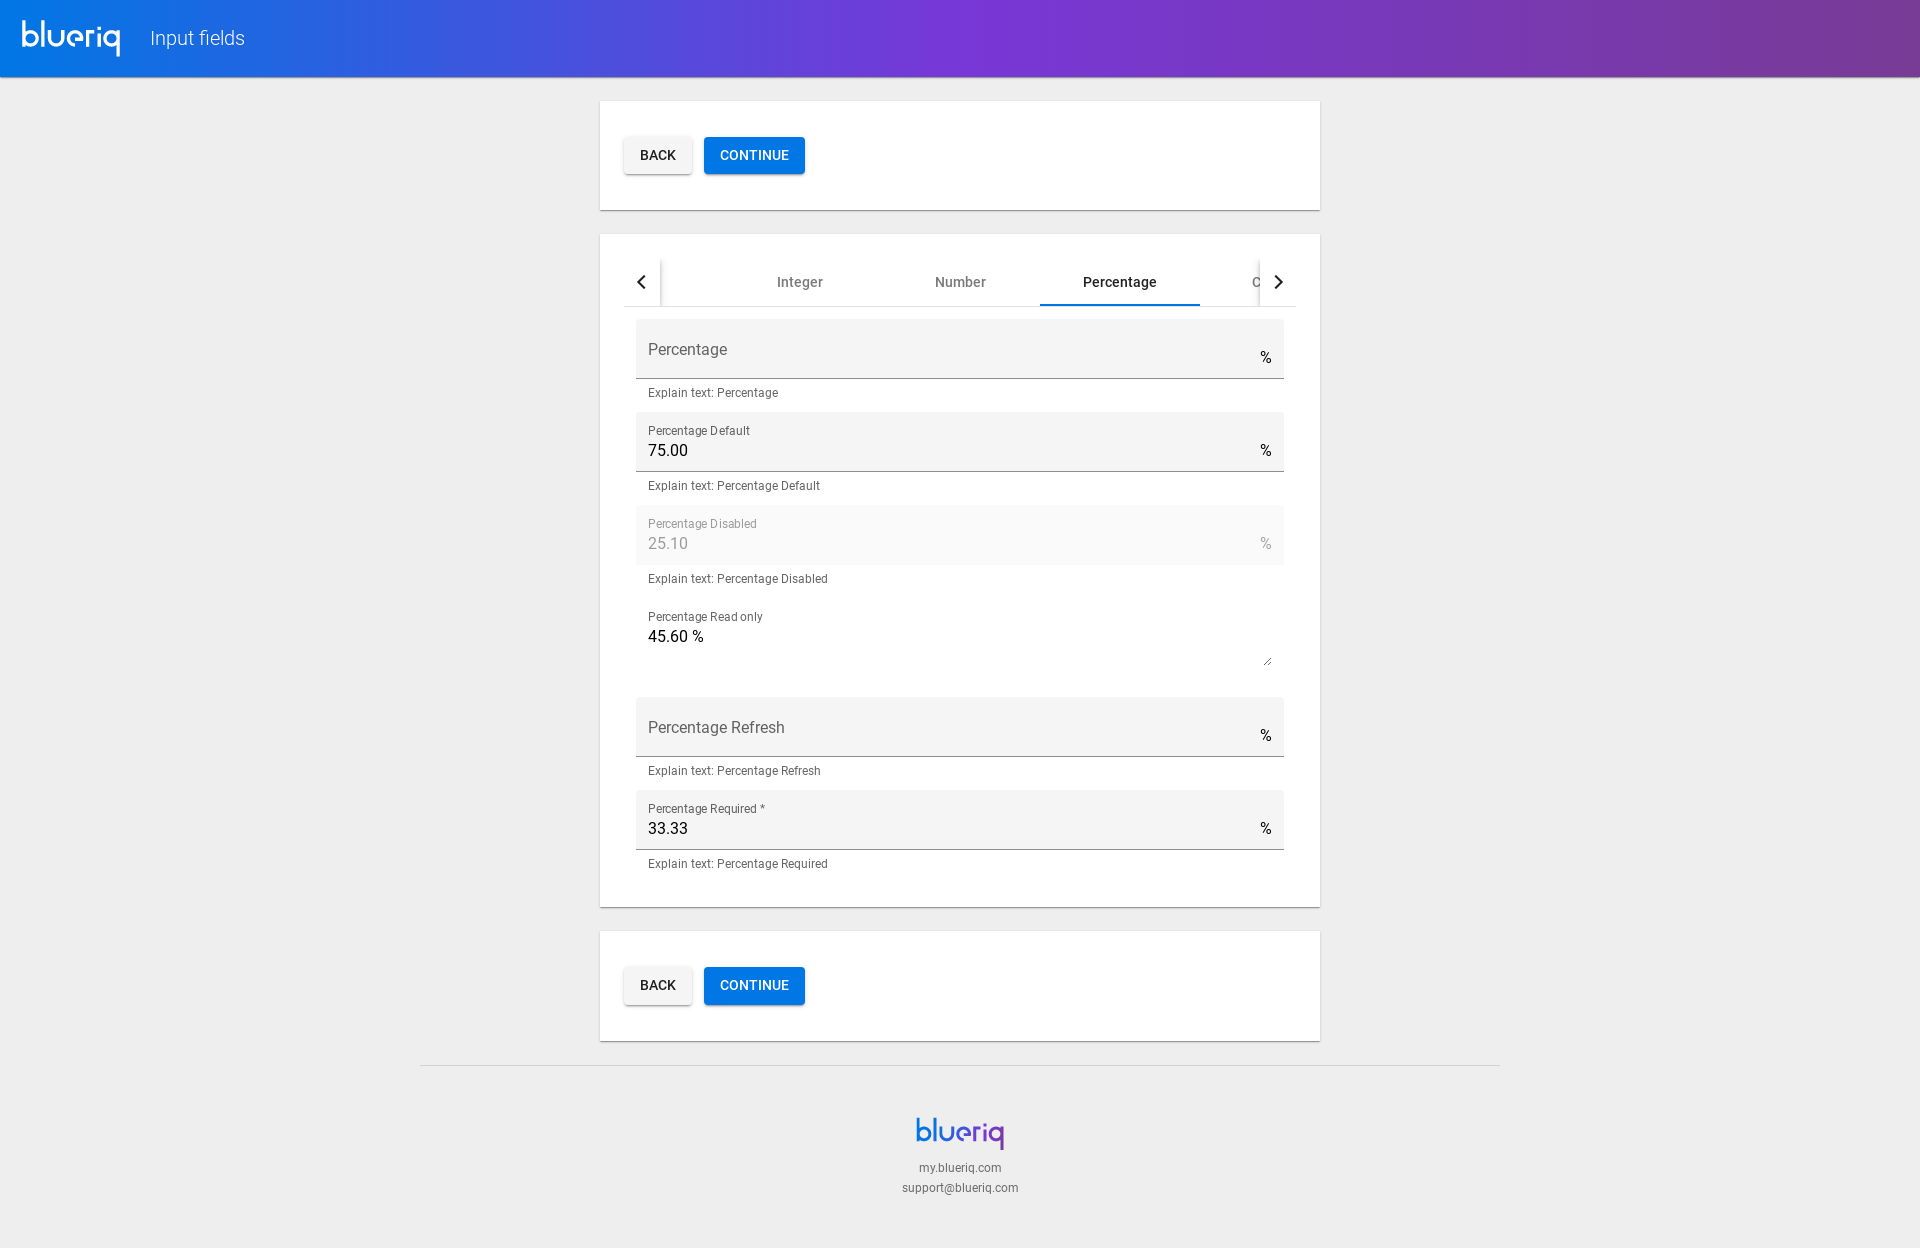 blueriq Input fields
BACK CONTINUE
Integer Number Percentage
Percentage
%
Explain text: Percentage
Percentage Default
75.00 %
Explain text: Percentage Default
Percentage Disabled
25.10 %
Explain text: Percentage Disabled
Percentage Read only
45.60 %
Percentage Refresh
%
Explain text: Percentage Refresh
Percentage Required *
33.33 %
Explain text: Percentage Required
BACK CONTINUE
blueriq
my.blueriq.com
support@blueriq.com